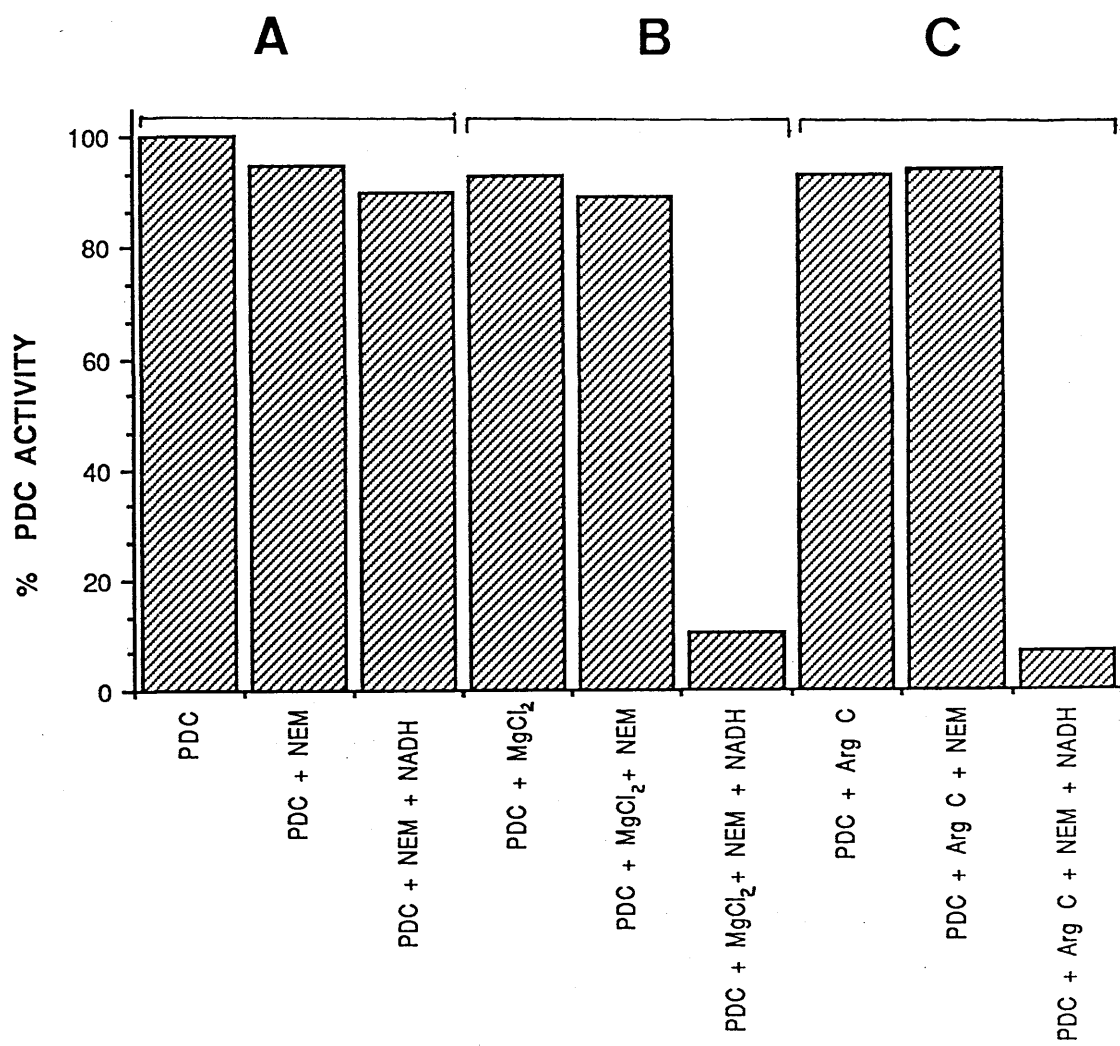 A
B
C
% PDC ACTIVITY
100
80
60
40
20
0
PDC
PDC + NEM
PDC + NEM + NADH
PDC + MgCl₂
PDC + MgCl₂+ NEM
PDC + MgCl₂+ NEM + NADH
PDC + Arg C
PDC + Arg C + NEM
PDC + Arg C + NEM + NADH